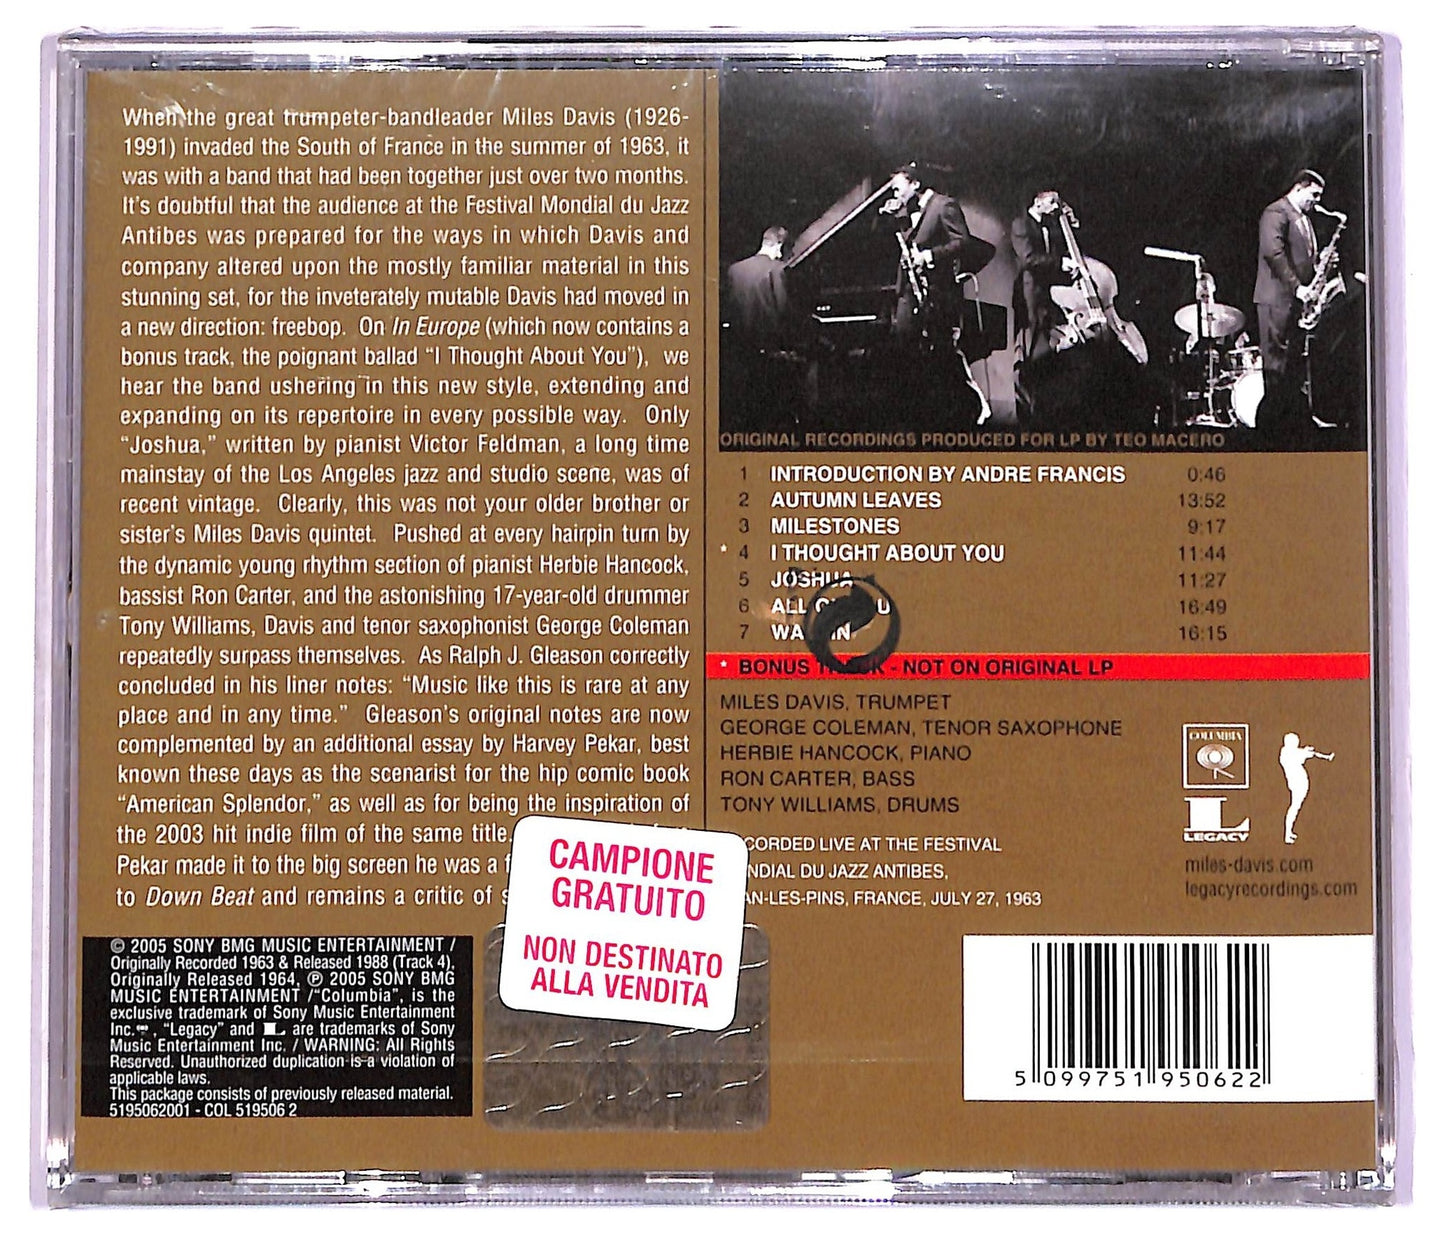 When the great trumpeter-bandleader Miles Davis (1926-
1991) invaded the South of France in the summer of 1963, it
was with a band that had been together just over two months.
It's doubtful that the audience at the Festival Mondial du Jazz
Antibes was prepared for the ways in which Davis and
company altered upon the mostly familiar material in this
stunning set, for the inveterately mutable Davis had moved in
a new direction: freebop. On In Europe (which now contains a
bonus track, the poignant ballad “I Thought About You”), we
hear the band ushering in this new style, extending and
expanding on its repertoire in every possible way. Only
“Joshua,” written by pianist Victor Feldman, a long time
mainstay of the Los Angeles jazz and studio scene, was of
recent vintage. Clearly, this was not your older brother or
sister's Miles Davis quintet. Pushed at every hairpin turn by
the dynamic young rhythm section of pianist Herbie Hancock,
bassist Ron Carter, and the astonishing 17-year-old drummer
Tony Williams, Davis and tenor saxophonist George Coleman
repeatedly surpass themselves. As Ralph J. Gleason correctly
concluded in his liner notes: “Music like this is rare at any
place and in any time.” Gleason's original notes are now
complemented by an additional essay by Harvey Pekar, best
known these days as the scenarist for the hip comic book
“American Splendor,” as well as for being the inspiration of
the 2003 hit indie film of the same title.
Pekar made it to the big screen he was a
to Down Beat and remains a critic of
CAMPIONE
GRATUITO
NON DESTINATO
ALLA VENDITA
© 2005 SONY BMG MUSIC ENTERTAINMENT /
Originally Recorded 1963 & Released 1988 (Track 4),
Originally Released 1964, ℗ 2005 SONY BMG
MUSIC ENTERTAINMENT /“Columbia”, is the
exclusive trademark of Sony Music Entertainment
Inc. , “Legacy” and L are trademarks of Sony
Music Entertainment Inc. / WARNING: All Rights
Reserved. Unauthorized duplication is a violation of
applicable laws.
This package consists of previously released material.
5195062001 - COL 519506 2
ORIGINAL RECORDINGS PRODUCED FOR LP BY TEO MACERO
1 INTRODUCTION BY ANDRE FRANCIS 0:46
2 AUTUMN LEAVES 13:52
3 MILESTONES 9:17
* 4 I THOUGHT ABOUT YOU 11:44
5 JOSHUA 11:27
6 ALL 16:49
7 16:15
* BONUS TRACK - NOT ON ORIGINAL LP
MILES DAVIS, TRUMPET
GEORGE COLEMAN, TENOR SAXOPHONE
HERBIE HANCOCK, PIANO
RON CARTER, BASS
TONY WILLIAMS, DRUMS
LIVE AT THE FESTIVAL
DU JAZZ ANTIBES,
FRANCE, JULY 27, 1963
COLUMBIA
L
LEGACY
miles-davis.com
legacyrecordings.com
5 099751 950622